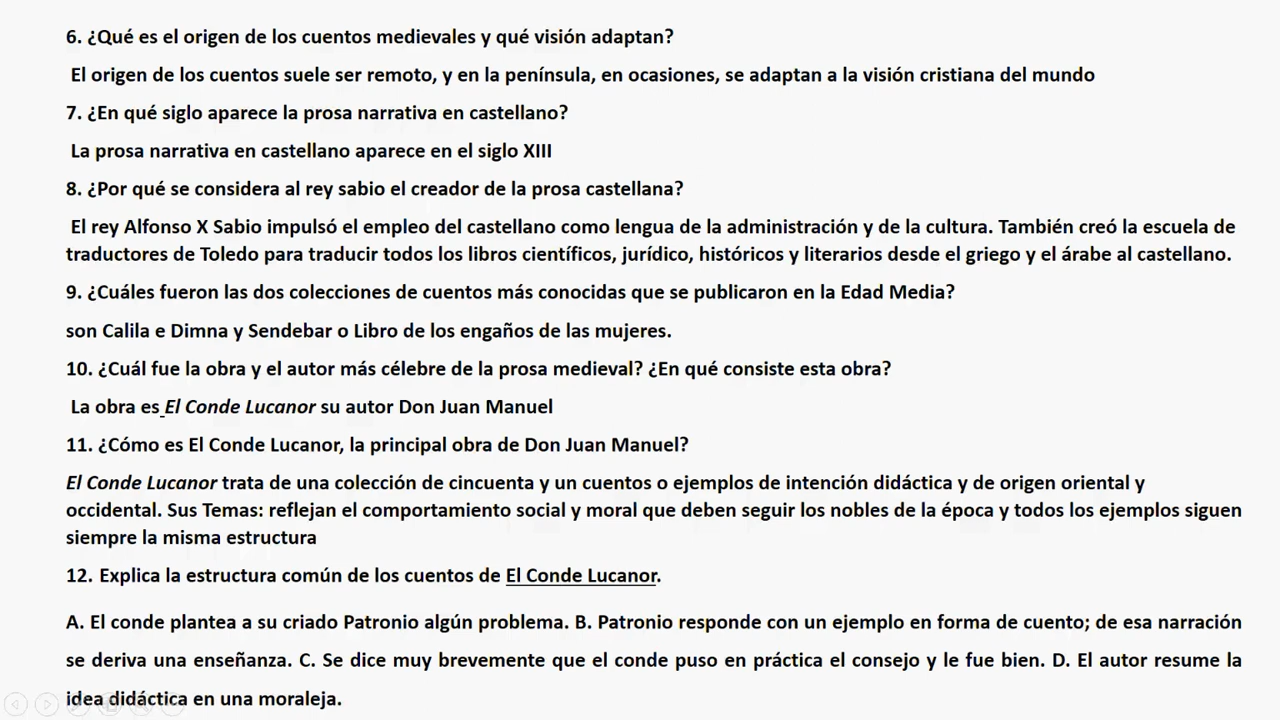 6. ¿Qué es el origen de los cuentos medievales y qué visión adaptan?
El origen de los cuentos suele ser remoto, y en la península, en ocasiones, se adaptan a la visión cristiana del mundo
7. ¿En qué siglo aparece la prosa narrativa en castellano?
La prosa narrativa en castellano aparece en el siglo XIII
8. ¿Por qué se considera al rey sabio el creador de la prosa castellana?
El rey Alfonso X Sabio impulsó el empleo del castellano como lengua de la administración y de la cultura. También creó la escuela de
traductores de Toledo para traducir todos los libros científicos, jurídico, históricos y literarios desde el griego y el árabe al castellano.
9. ¿Cuáles fueron las dos colecciones de cuentos más conocidas que se publicaron en la Edad Media?
son Calila e Dimna y Sendebar o Libro de los engaños de las mujeres.
10. ¿Cuál fue la obra y el autor más célebre de la prosa medieval? ¿En qué consiste esta obra?
La obra es El Conde Lucanor su autor Don Juan Manuel
11. ¿Cómo es El Conde Lucanor, la principal obra de Don Juan Manuel?
El Conde Lucanor trata de una colección de cincuenta y un cuentos o ejemplos de intención didáctica y de origen oriental y
occidental. Sus Temas: reflejan el comportamiento social y moral que deben seguir los nobles de la época y todos los ejemplos siguen
siempre la misma estructura
12. Explica la estructura común de los cuentos de El Conde Lucanor.
A. El conde plantea a su criado Patronio algún problema. B. Patronio responde con un ejemplo en forma de cuento; de esa narración
se deriva una enseñanza. C. Se dice muy brevemente que el conde puso en práctica el consejo y le fue bien. D. El autor resume la
idea didáctica en una moraleja.